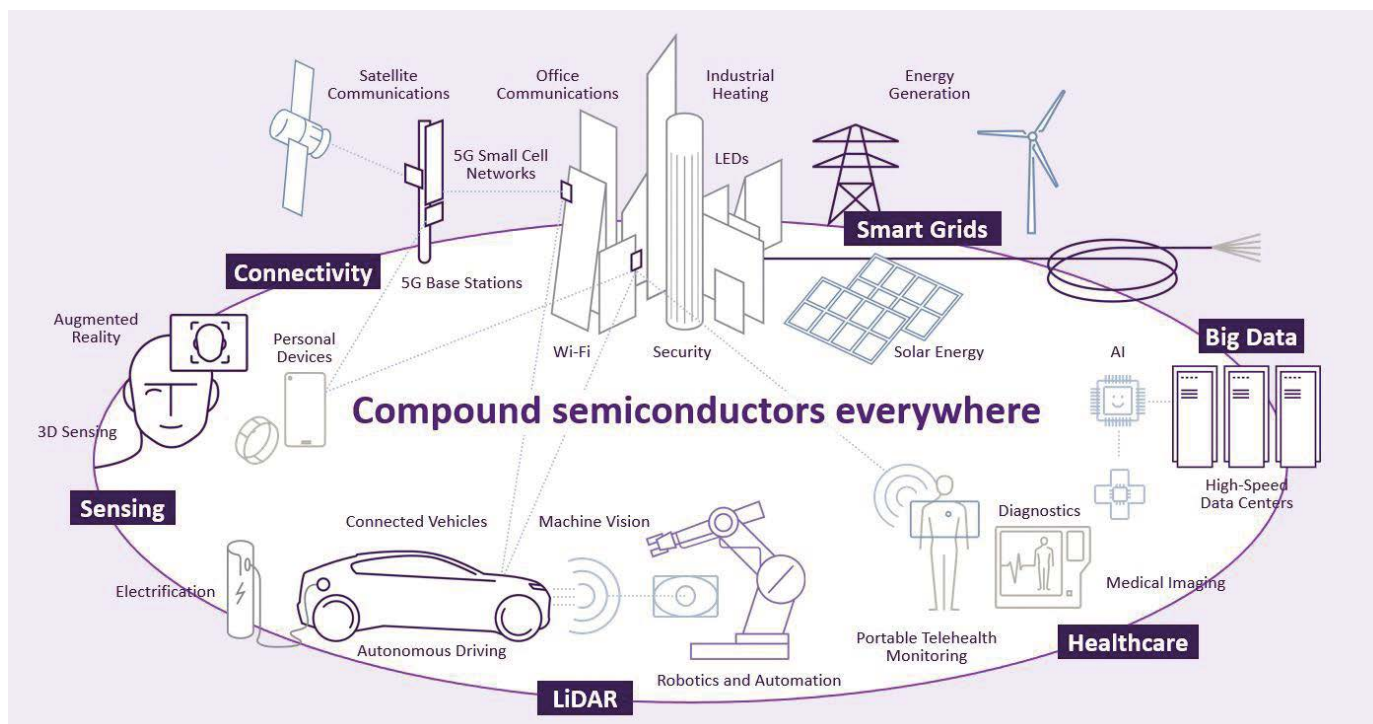 Satellite
Communications
Office
Communications
Industrial
Heating
Energy
Generation
5G Small Cell
Networks
LEDs
Smart Grids
Connectivity
5G Base Stations
Augmented
Reality
Personal
Devices
Wi-Fi
Security
Solar Energy
AI
Big Data
Compound semiconductors everywhere
3D Sensing
Sensing
High-Speed
Data Centers
Connected Vehicles
Machine Vision
Diagnostics
Electrification
Medical Imaging
Autonomous Driving
Portable Telehealth
Monitoring
Healthcare
Robotics and Automation
LiDAR